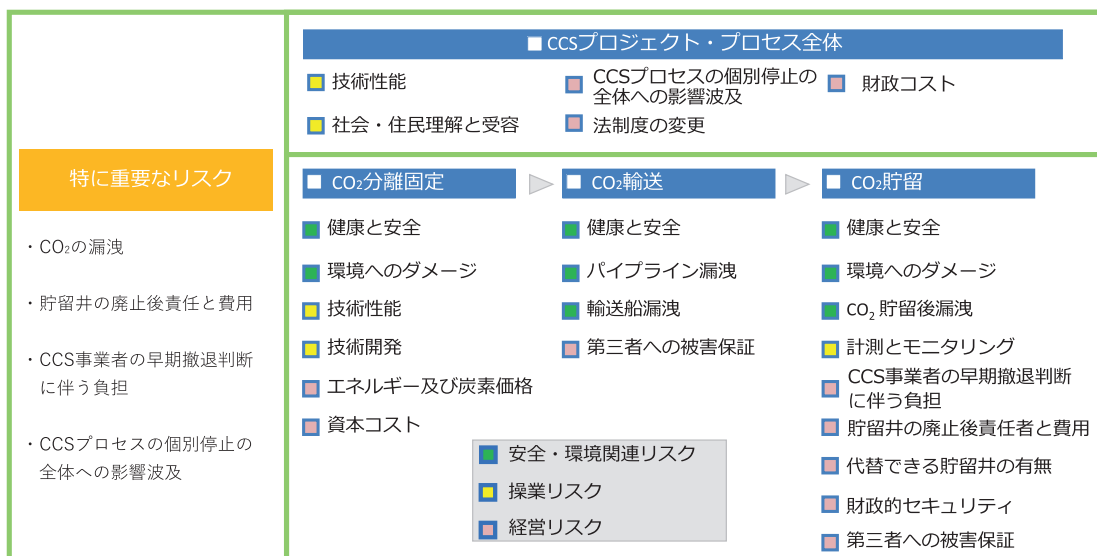 特に重要なリスク
・CO₂の漏洩
・貯留井の廃止後責任と費用
・CCS事業者の早期撤退判断
に伴う負担
・CCSプロセスの個別停止の
全体への影響波及
CCSプロジェクト・プロセス全体
技術性能
社会・住民理解と受容
CCSプロセスの個別停止の
全体への影響波及
法制度の変更
財政コスト
CO₂分離固定
健康と安全
環境へのダメージ
技術性能
技術開発
エネルギー及び炭素価格
資本コスト
CO₂輸送
健康と安全
パイプライン漏洩
輸送船漏洩
第三者への被害保証
CO₂貯留
健康と安全
環境へのダメージ
CO₂ 貯留後漏洩
計測とモニタリング
CCS事業者の早期撤退判断
に伴う負担
貯留井の廃止後責任者と費用
代替できる貯留井の有無
財政的セキュリティ
第三者への被害保証
安全・環境関連リスク
操業リスク
経営リスク